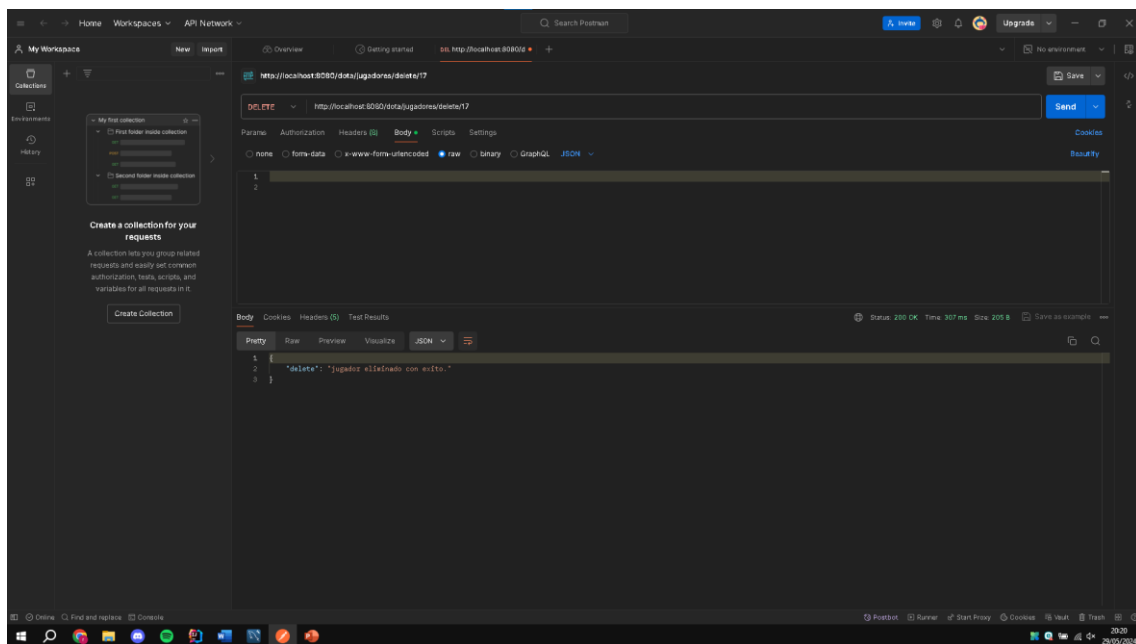 Home Workspaces API Network Search Postman Invite Upgrade
My Workspace New Import Overview Getting started DEL http://localhost:8080/d No environment
Collections
Environments
History
http://localhost:8080/dota/jugadores/delete/17 Save
DELETE http://localhost:8080/dota/jugadores/delete/17 Send
Params Authorization Headers (8) Body Scripts Settings Cookies
none form-data x-www-form-urlencoded raw binary GraphQL JSON Beautify
1
2
My first collection
First folder inside collection
Second folder inside collection
Create a collection for your
requests
A collection lets you group related
requests and easily set common
authorization, tests, scripts, and
variables for all requests in it.
Create Collection
Body Cookies Headers (5) Test Results Status: 200 OK Time: 307 ms Size: 205 B Save as example
Pretty Raw Preview Visualize JSON
1 {
2 "delete": "jugador eliminado con exito."
3 }
Online Find and replace Console Postbot Runner Start Proxy Cookies Vault Trash
20:20